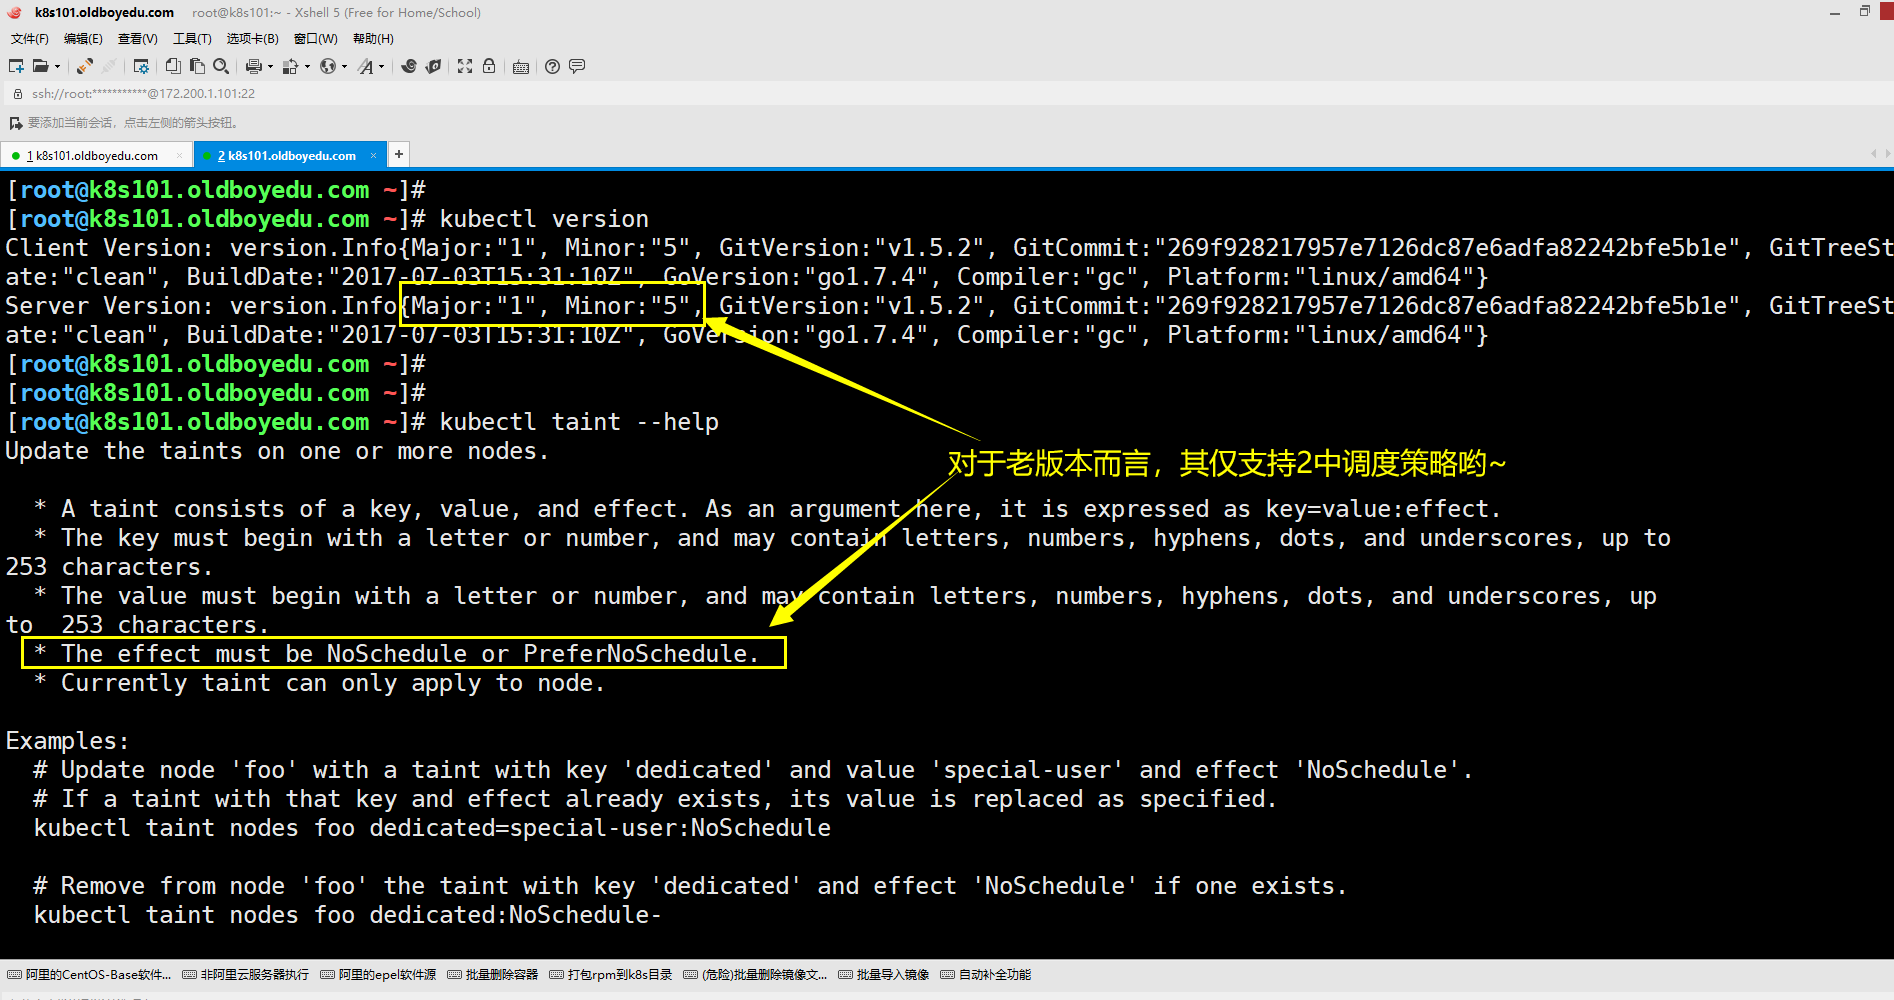 k8s101.oldboyedu.com root@k8s101:~ - Xshell 5 (Free for Home/School)
文件(F) 编辑(E) 查看(V) 工具(T) 选项卡(B) 窗口(W) 帮助(H)
ssh://root:***********@172.200.1.101:22
要添加当前会话，点击左侧的箭头按钮。
1 k8s101.oldboyedu.com × 2 k8s101.oldboyedu.com × +
[root@k8s101.oldboyedu.com ~]#
[root@k8s101.oldboyedu.com ~]# kubectl version
Client Version: version.Info{Major:"1", Minor:"5", GitVersion:"v1.5.2", GitCommit:"269f928217957e7126dc87e6adfa82242bfe5b1e", GitTreeSt
ate:"clean", BuildDate:"2017-07-03T15:31:10Z", GoVersion:"go1.7.4", Compiler:"gc", Platform:"linux/amd64"}
Server Version: version.Info{Major:"1", Minor:"5", GitVersion:"v1.5.2", GitCommit:"269f928217957e7126dc87e6adfa82242bfe5b1e", GitTreeSt
ate:"clean", BuildDate:"2017-07-03T15:31:10Z", GoVersion:"go1.7.4", Compiler:"gc", Platform:"linux/amd64"}
[root@k8s101.oldboyedu.com ~]#
[root@k8s101.oldboyedu.com ~]#
[root@k8s101.oldboyedu.com ~]# kubectl taint --help
Update the taints on one or more nodes.
对于老版本而言，其仅支持2中调度策略哟~
* A taint consists of a key, value, and effect. As an argument here, it is expressed as key=value:effect.
* The key must begin with a letter or number, and may contain letters, numbers, hyphens, dots, and underscores, up to
253 characters.
* The value must begin with a letter or number, and may contain letters, numbers, hyphens, dots, and underscores, up
to  253 characters.
* The effect must be NoSchedule or PreferNoSchedule.
* Currently taint can only apply to node.
Examples:
# Update node 'foo' with a taint with key 'dedicated' and value 'special-user' and effect 'NoSchedule'.
# If a taint with that key and effect already exists, its value is replaced as specified.
kubectl taint nodes foo dedicated=special-user:NoSchedule
# Remove from node 'foo' the taint with key 'dedicated' and effect 'NoSchedule' if one exists.
kubectl taint nodes foo dedicated:NoSchedule-
阿里的CentOS-Base软件... 非阿里云服务器执行 阿里的epel软件源 批量删除容器 打包rpm到k8s目录 (危险)批量删除镜像文... 批量导入镜像 自动补全功能